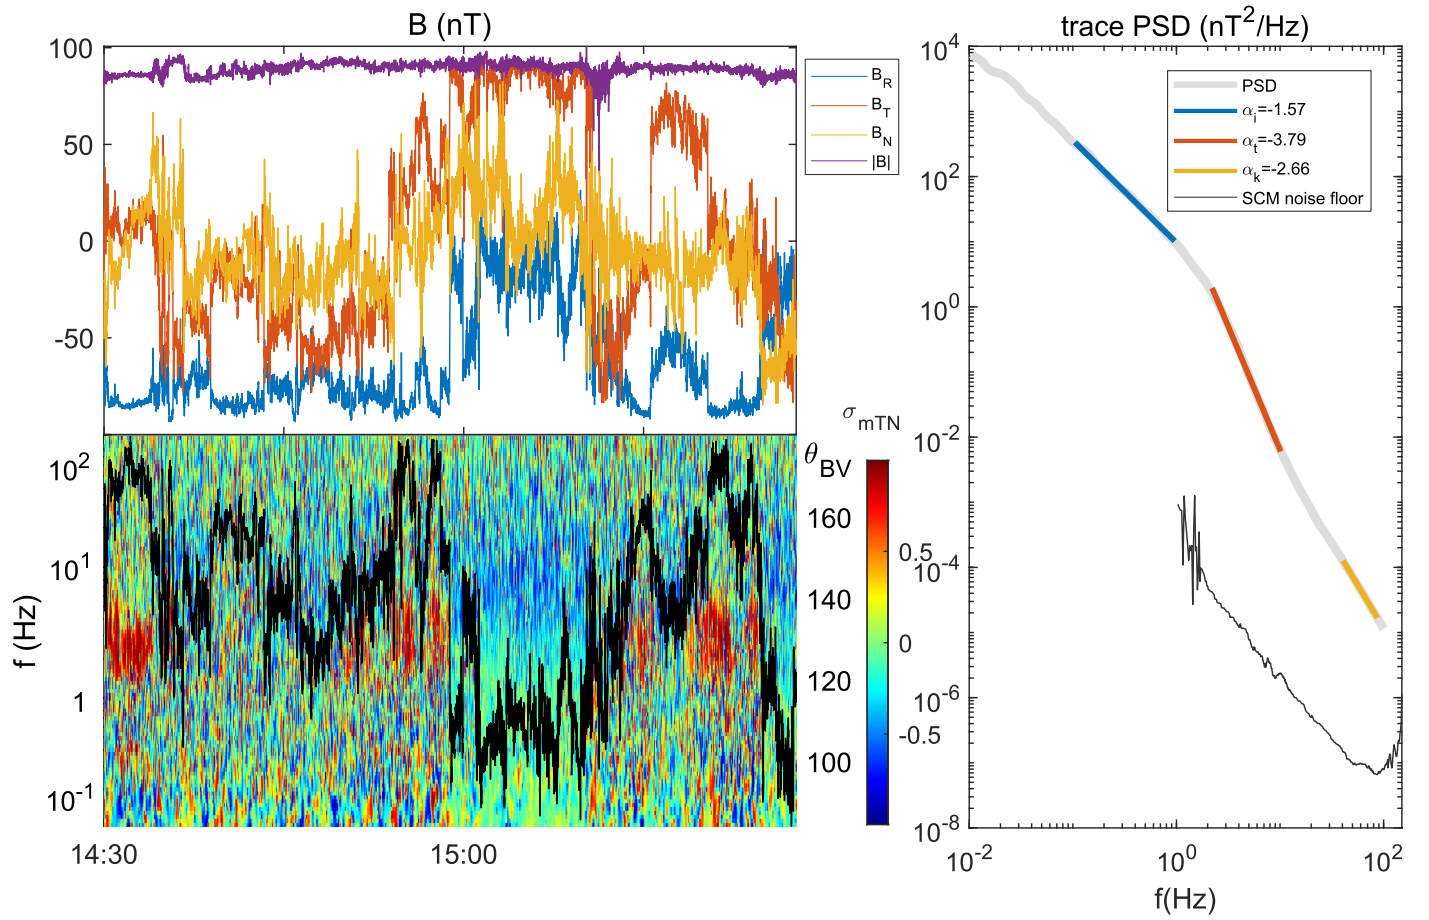 B (nT)
100
50
0
-50
B_R
B_T
B_N
|B|
σ_mTN
θ_BV
10^2
10^1
1
10^-1
f (Hz)
160
140
120
100
0.5
0
-0.5
14:30
15:00
trace PSD (nT^2/Hz)
10^4
10^2
10^0
10^-2
10^-4
10^-6
10^-8
PSD
α_i=-1.57
α_t=-3.79
α_k=-2.66
SCM noise floor
10^-2
10^0
10^2
f(Hz)